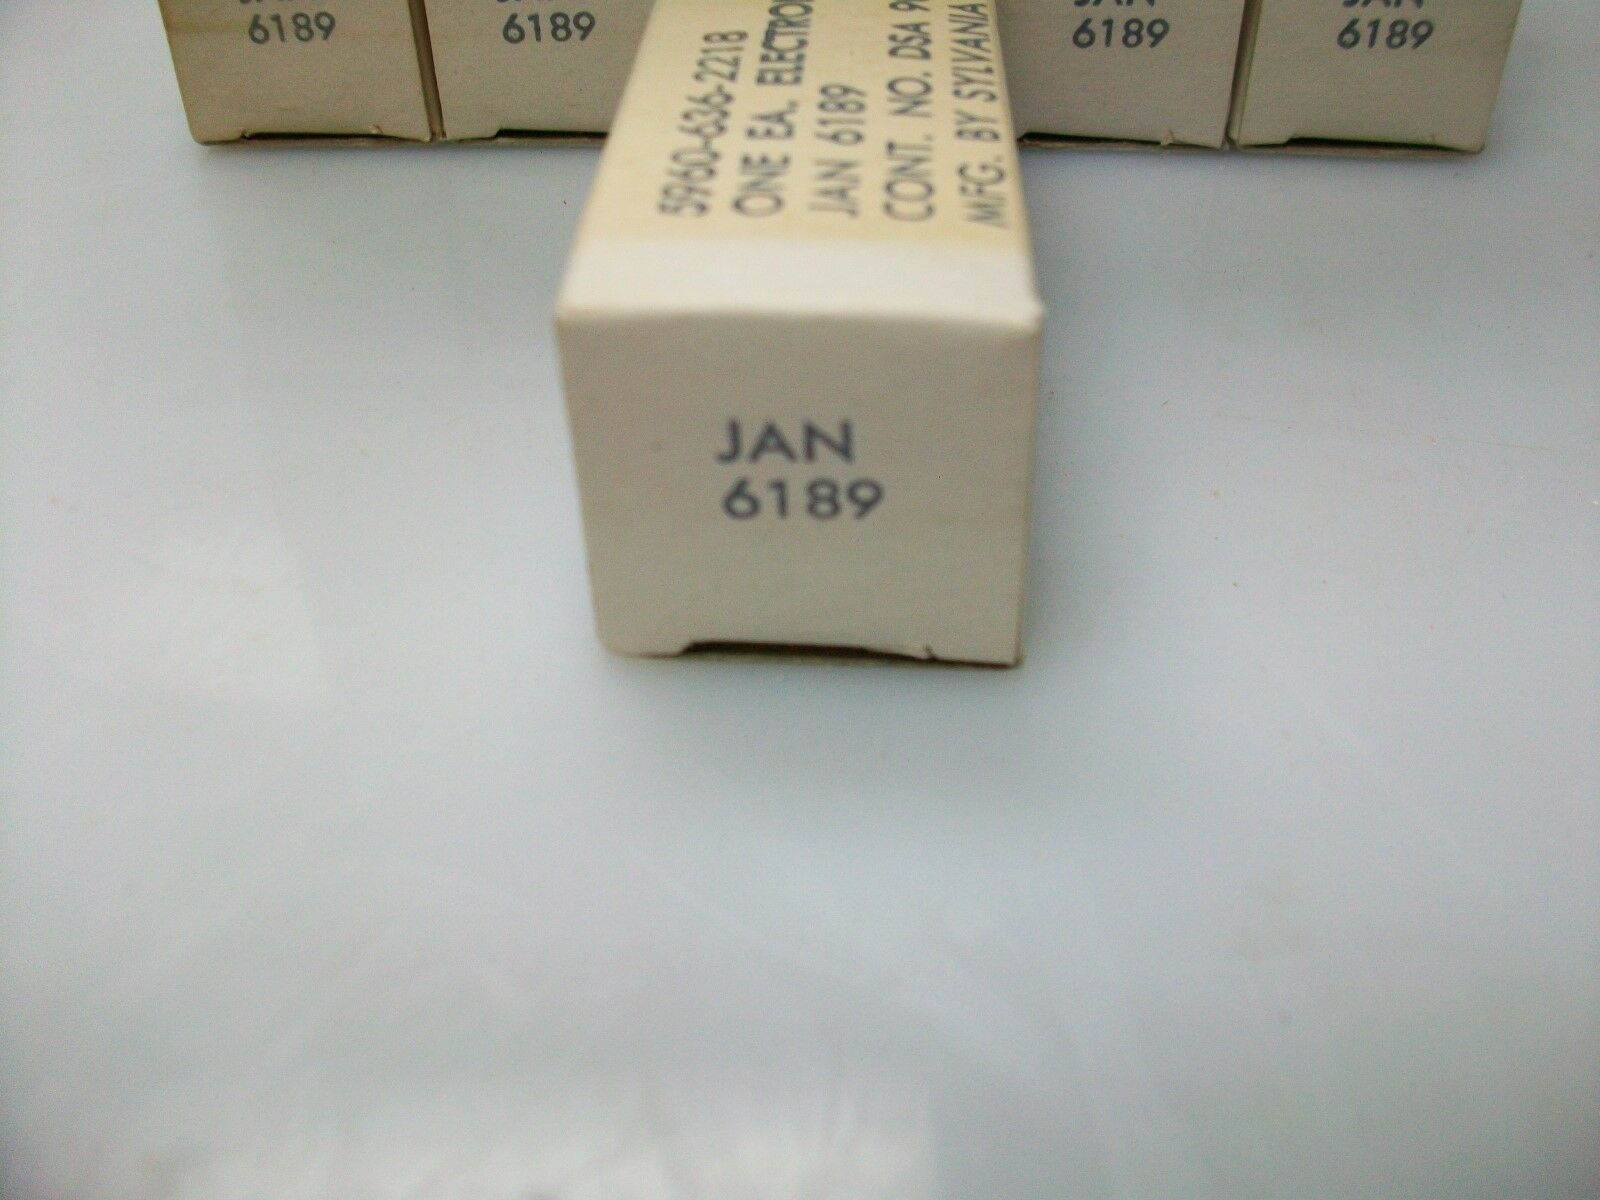 6189
6189
6189
JAN
6189
5960-636-2218
ONE EA.
JAN 6189
CONT. NO. DSA
MFG. BY SYLVANIA
JAN
6189